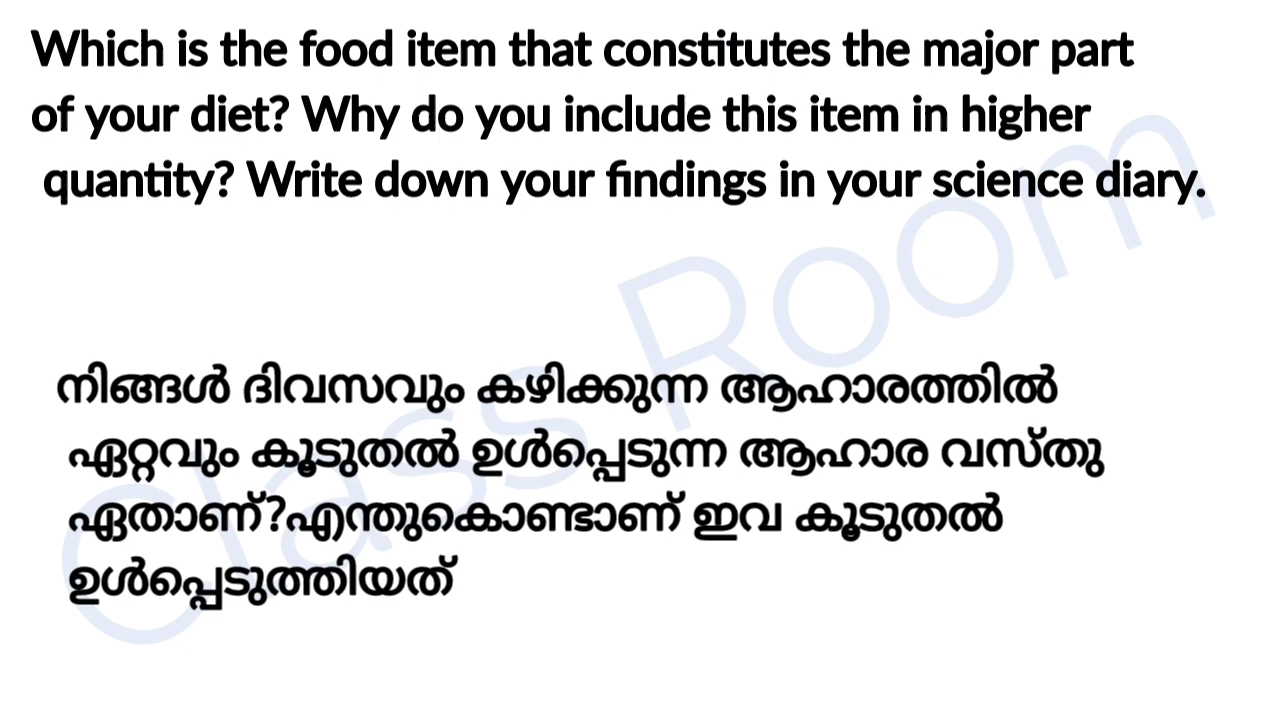 Which is the food item that constitutes the major part
of your diet? Why do you include this item in higher
quantity? Write down your findings in your science diary.
നിങ്ങൾ ദിവസവും കഴിക്കുന്ന ആഹാരത്തിൽ
ഏറ്റവും കൂടുതൽ ഉൾപ്പെടുന്ന ആഹാര വസ്തു
ഏതാണ്?എന്തുകൊണ്ടാണ് ഇവ കൂടുതൽ
ഉൾപ്പെടുത്തിയത്
Class Room